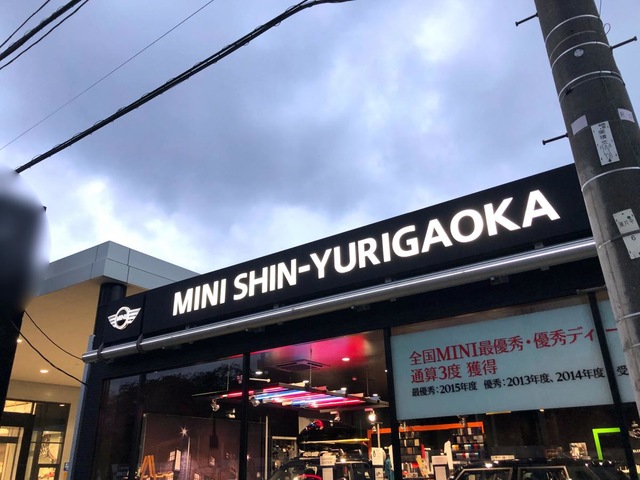 MINI SHIN-YURIGAOKA
MINI
全国MINI最優秀・優秀ディー
通算3度 獲得
最優秀：2015年度 優秀：2013年度、2014年度 受